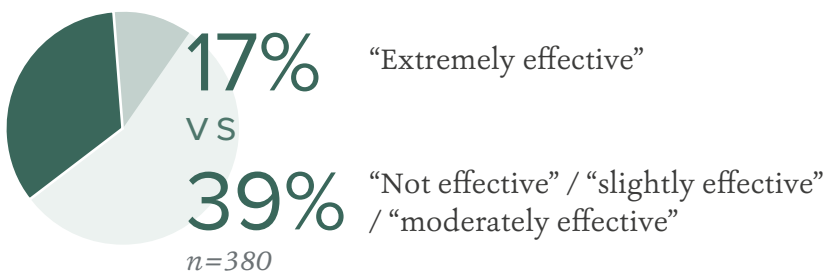 17% “Extremely effective”
vs
39% “Not effective” / “slightly effective”
/ “moderately effective”
n=380